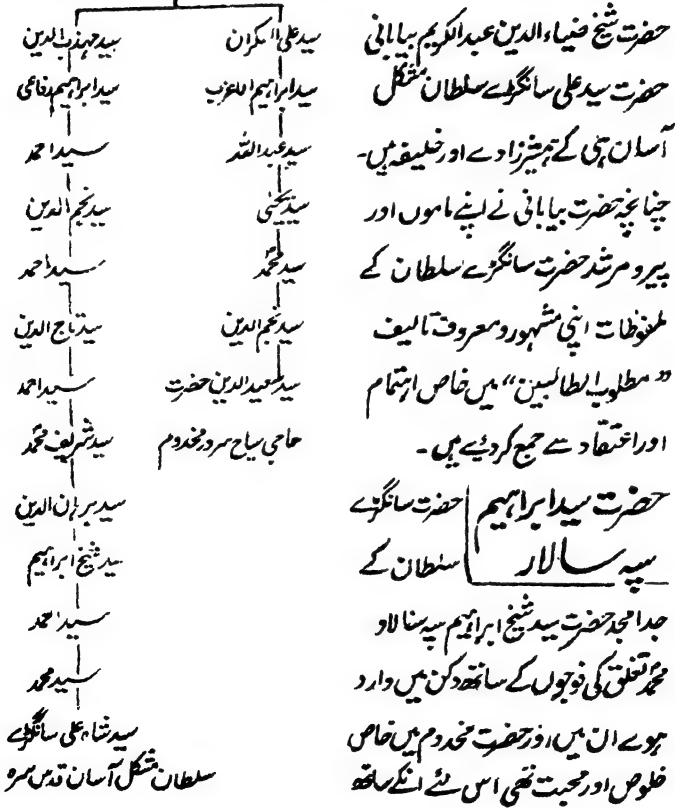 حضرت شیخ ضیاء الدین عبدالکریم بیابانی
حضرت سید علی سانگڑے سلطان مشکل
آسان ہی کے ہمشیرزادے اور خلیفہ ہیں۔
چنانچہ حضرت بیابانی نے اپنے ماموں اور
پیر و مرشد حضرت سانگڑے سلطان کے
ملفوظات اپنی مشہور و معروف تالیف
”مطلوب الطالبین“ میں خاص اہتمام
اور اعتقاد سے جمع کردیے ہیں۔
حضرت سید ابراہیم
سپہ سالار
حضرت سانگڑے
سلطان کے
جد امجد حضرت سید شیخ ابراہیم سپہ سالار
محمد تغلق کی فوجوں کے ساتھ دکن میں وارد
ہوے ان میں اور حضرت مخدوم میں خاص
خلوص اور محبت تھی اس لئے انکے ساتھ
سید علی السکران
سید ابراہیم الاعزب
سید عبداللہ
سید یحیٰی
سید محمد
سید نجم الدین
سید سعید الدین حضرت
حاجی سیاح سرور مخدوم
سید مہذب الدین
سید ابراہیم رفاعی
سید احمد
سید نجم الدین
سید احمد
سید تاج الدین
سید احمد
سید شریف محمد
سید برہان الدین
سید شیخ ابراہیم
سید احمد
سید محمد
سید شاہ علی سانگڑے
سلطان مشکل آسان قدس سرہ